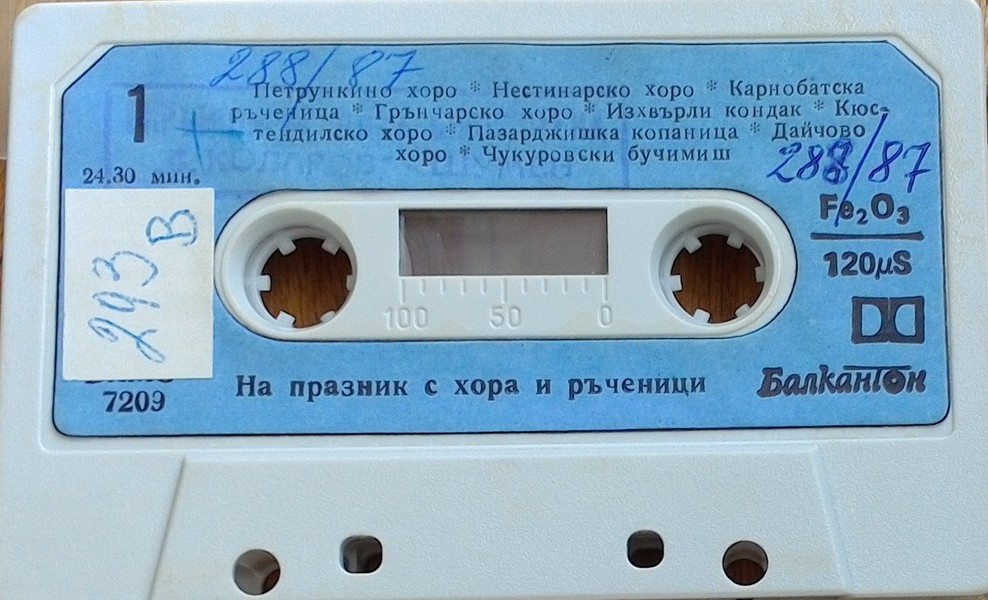 288/87
1
Петрункино хоро * Нестинарско хоро * Карнобатска
ръченица * Грънчарско хоро * Изхвърли кондак * Кюс-
тендилско хоро * Пазарджишка копаница * Дайчово
хоро * Чукуровски бучимиш
24.30 мин.
288/87
293 В
Fe₂O₃
120μS
100 50 0
7209
На празник с хора и ръченици
Балкантон